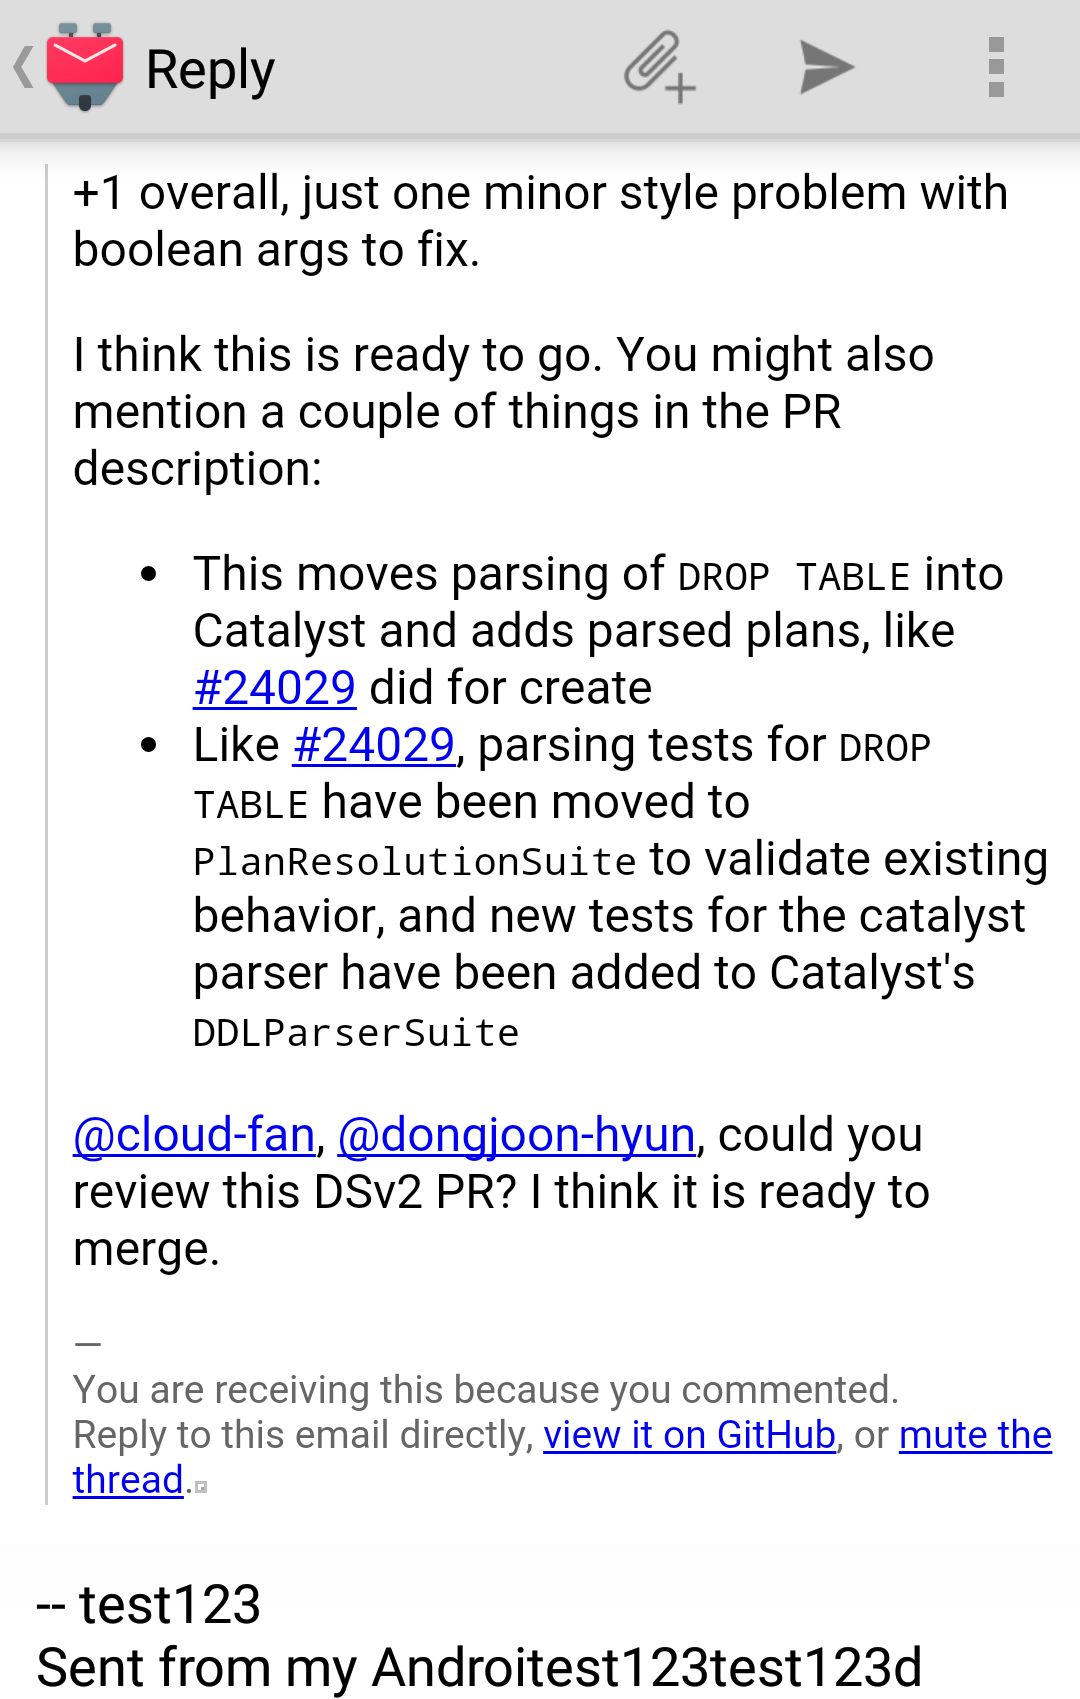 Reply
+1 overall, just one minor style problem with
boolean args to fix.
I think this is ready to go. You might also
mention a couple of things in the PR
description:
• This moves parsing of DROP TABLE into
Catalyst and adds parsed plans, like
#24029 did for create
• Like #24029, parsing tests for DROP
TABLE have been moved to
PlanResolutionSuite to validate existing
behavior, and new tests for the catalyst
parser have been added to Catalyst's
DDLParserSuite
@cloud-fan, @dongjoon-hyun, could you
review this DSv2 PR? I think it is ready to
merge.
—
You are receiving this because you commented.
Reply to this email directly, view it on GitHub, or mute the
thread.
-- test123
Sent from my Androitest123test123d